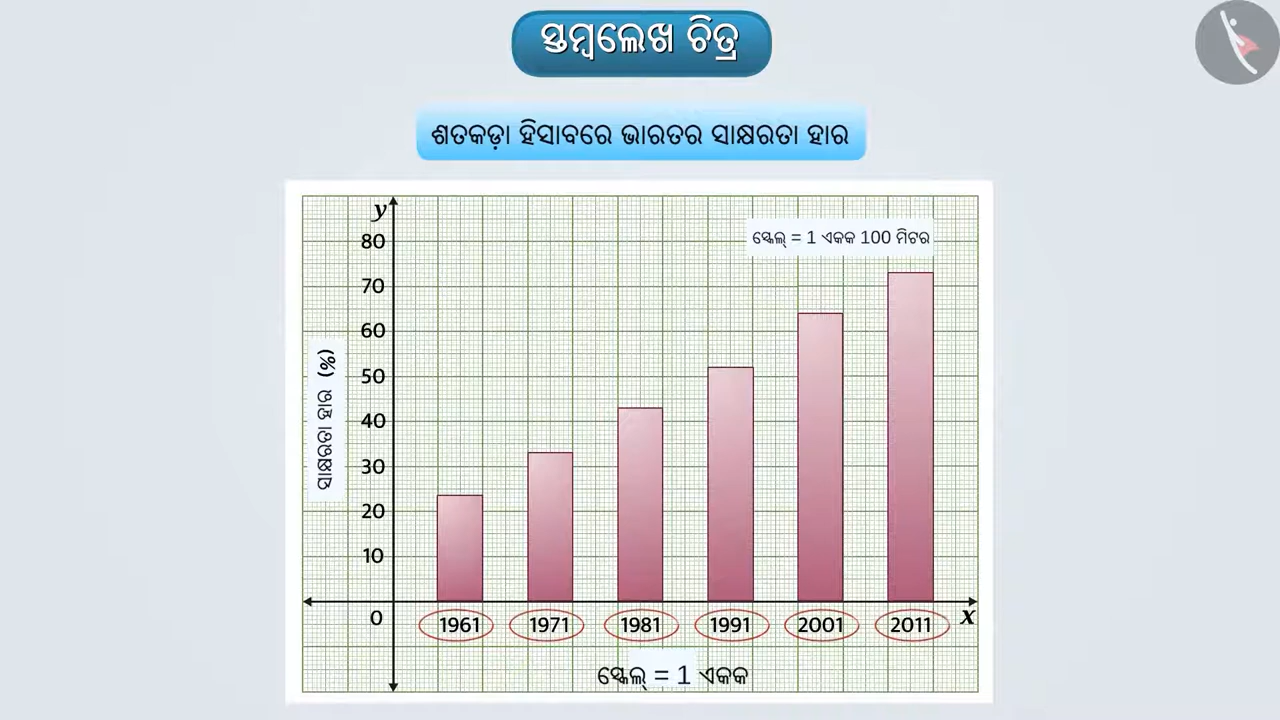 ସ୍ତମ୍ବଲେଖ ଚିତ୍ର
ଶତକଡ଼ା ହିସାବରେ ଭାରତର ସାକ୍ଷରତା ହାର
y
ସ୍କେଲ୍ = 1 ଏକକ 100 ମିଟର
80
70
60
50
40
30
20
10
0
ସାକ୍ଷରତା ହାର (%)
1961 1971 1981 1991 2001 2011 x
ସ୍କେଲ୍ = 1 ଏକକ